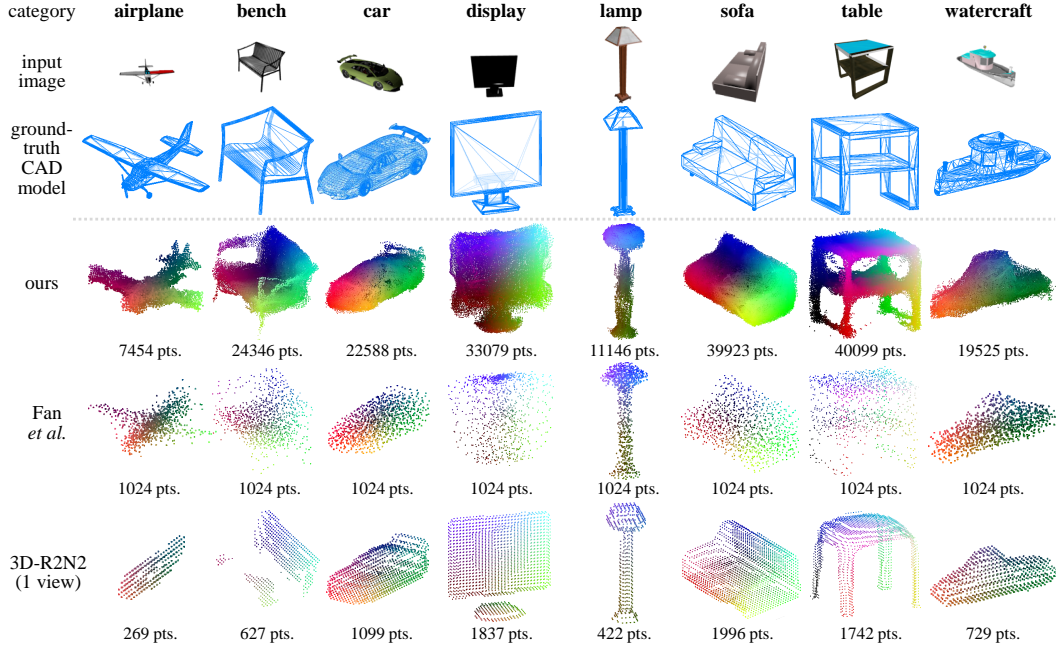 category airplane bench car display lamp sofa table watercraft
input
image
ground-
truth
CAD
model
ours
7454 pts. 24346 pts. 22588 pts. 33079 pts. 11146 pts. 39923 pts. 40099 pts. 19525 pts.
Fan
et al.
1024 pts. 1024 pts. 1024 pts. 1024 pts. 1024 pts. 1024 pts. 1024 pts. 1024 pts.
3D-R2N2
(1 view)
269 pts. 627 pts. 1099 pts. 1837 pts. 422 pts. 1996 pts. 1742 pts. 729 pts.